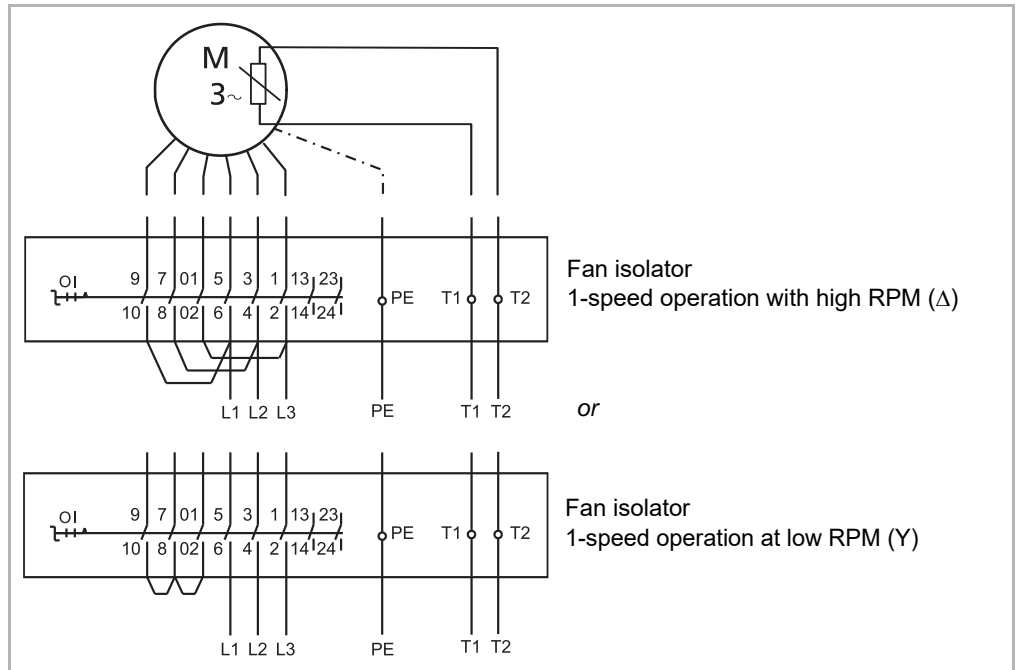 M
3~
OI 9 7 01 5 3 1 13 23 PE T1 T2
10 8 02 6 4 2 14 24
Fan isolator
1-speed operation with high RPM (Δ)
L1 L2 L3 PE T1 T2
or
OI 9 7 01 5 3 1 13 23 PE T1 T2
10 8 02 6 4 2 14 24
Fan isolator
1-speed operation at low RPM (Y)
L1 L2 L3 PE T1 T2